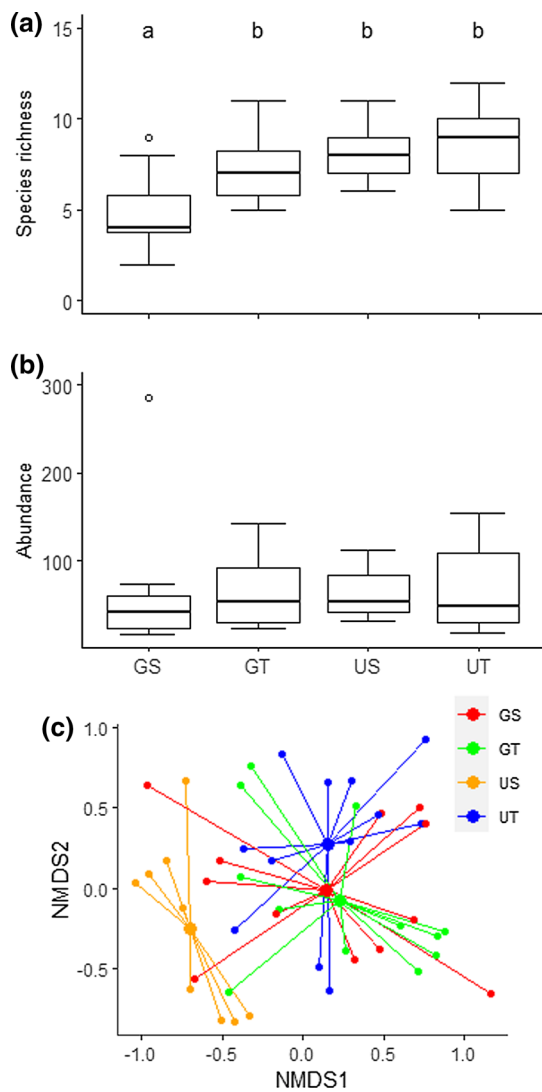 (a)
a b b b
15
10
5
0
Species richness
(b)
300
200
100
Abundance
GS GT US UT
(c)
1.0
0.5
0.0
-0.5
NMDS2
GS
GT
US
UT
-1.0 -0.5 0.0 0.5 1.0
NMDS1